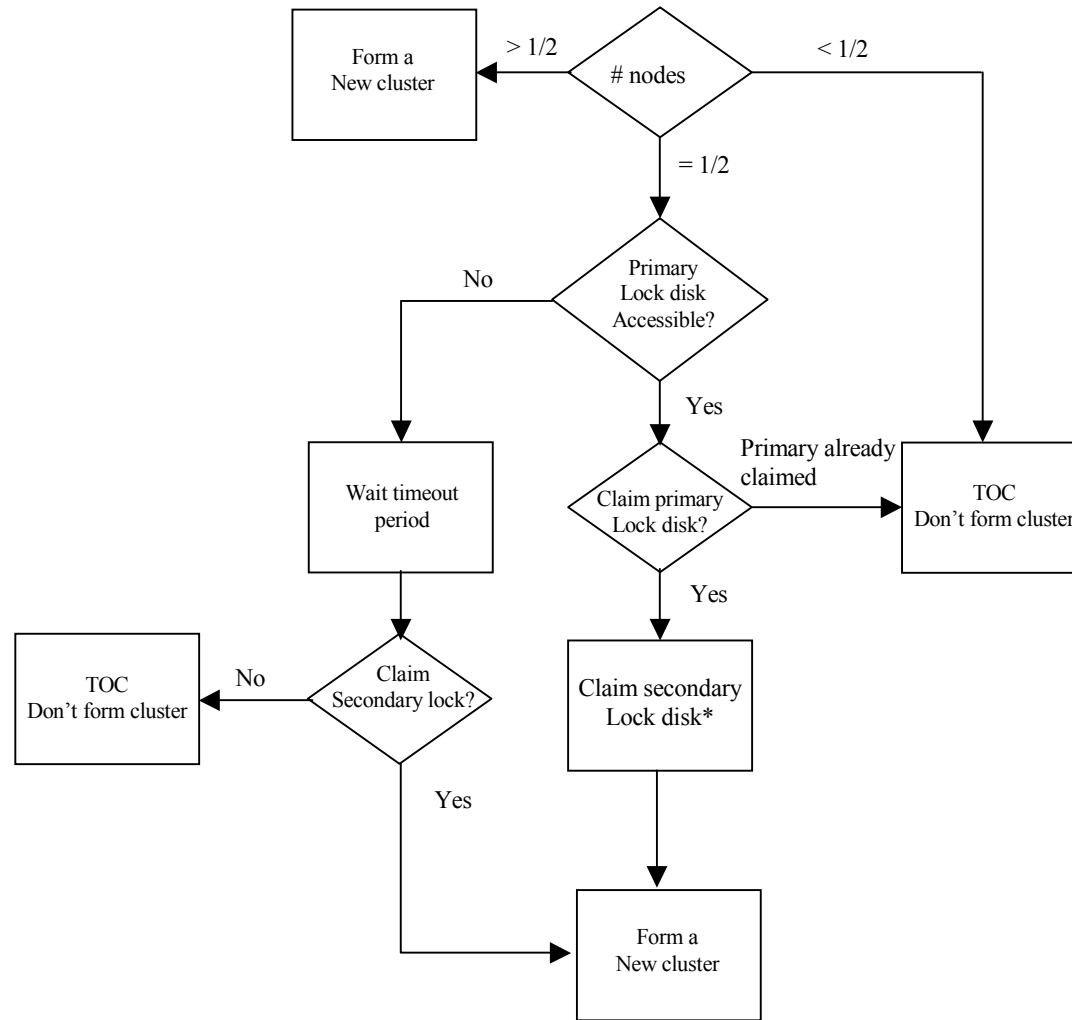 Form a
New cluster
> 1/2
# nodes
< 1/2
= 1/2
No
Primary
Lock disk
Accessible?
Yes
Primary already
claimed
Wait timeout
period
Claim primary
Lock disk?
TOC
Don’t form cluster
Yes
TOC
Don’t form cluster
No
Claim
Secondary lock?
Claim secondary
Lock disk*
Yes
Form a
New cluster